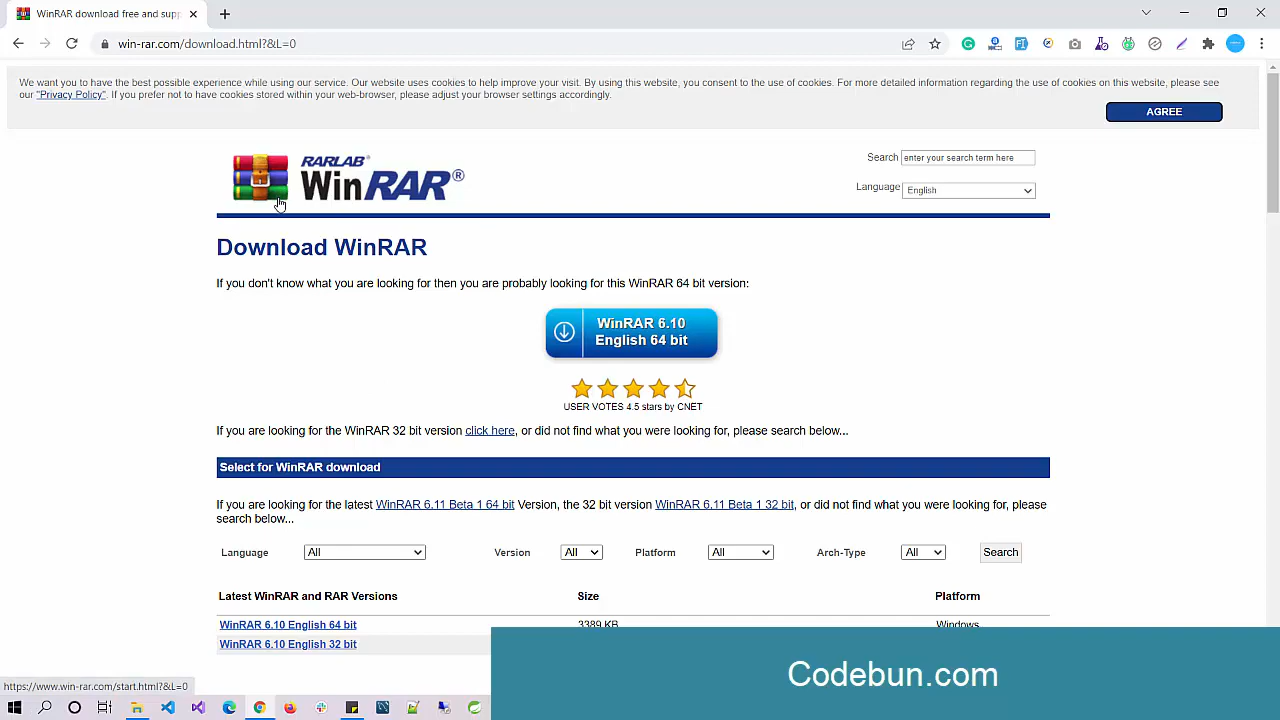 WinRAR download free and supp
win-rar.com/download.html?&L=0
We want you to have the best possible experience while using our service. Our website uses cookies to help improve your visit. By using this website, you consent to the use of cookies. For more detailed information regarding the use of cookies on this website, please see
our "Privacy Policy". If you prefer not to have cookies stored within your web-browser, please adjust your browser settings accordingly.
AGREE
RARLAB®
WinRAR®
Search enter your search term here
Language English
Download WinRAR
If you don't know what you are looking for then you are probably looking for this WinRAR 64 bit version:
WinRAR 6.10
English 64 bit
USER VOTES 4.5 stars by CNET
If you are looking for the WinRAR 32 bit version click here, or did not find what you were looking for, please search below...
Select for WinRAR download
If you are looking for the latest WinRAR 6.11 Beta 1 64 bit Version, the 32 bit version WinRAR 6.11 Beta 1 32 bit, or did not find what you were looking for, please
search below...
Language All Version All Platform All Arch-Type All Search
Latest WinRAR and RAR Versions Size Platform
WinRAR 6.10 English 64 bit 3389 KB Windows
WinRAR 6.10 English 32 bit
Codebun.com
https://www.win-rar.com/start.html?&L=0